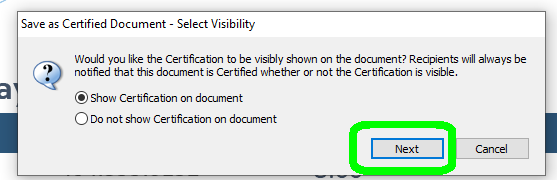 Save as Certified Document - Select Visibility
Would you like the Certification to be visibly shown on the document? Recipients will always be
notified that this document is Certified whether or not the Certification is visible.
Show Certification on document
Do not show Certification on document
Next
Cancel